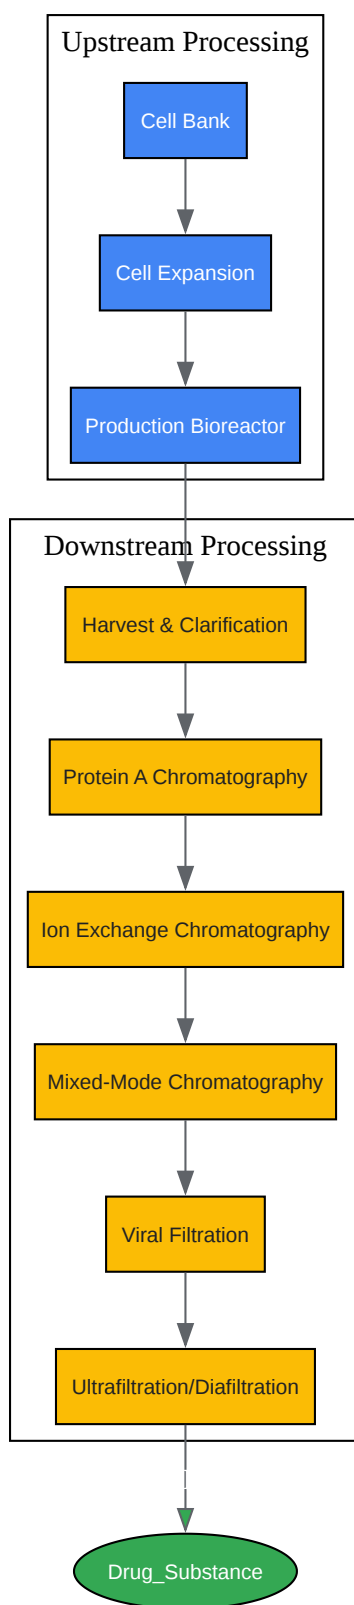 Upstream Processing
Cell Bank
Cell Expansion
Production Bioreactor
Downstream Processing
Harvest & Clarification
Protein A Chromatography
Ion Exchange Chromatography
Mixed-Mode Chromatography
Viral Filtration
Ultrafiltration/Diafiltration
Drug_Substance